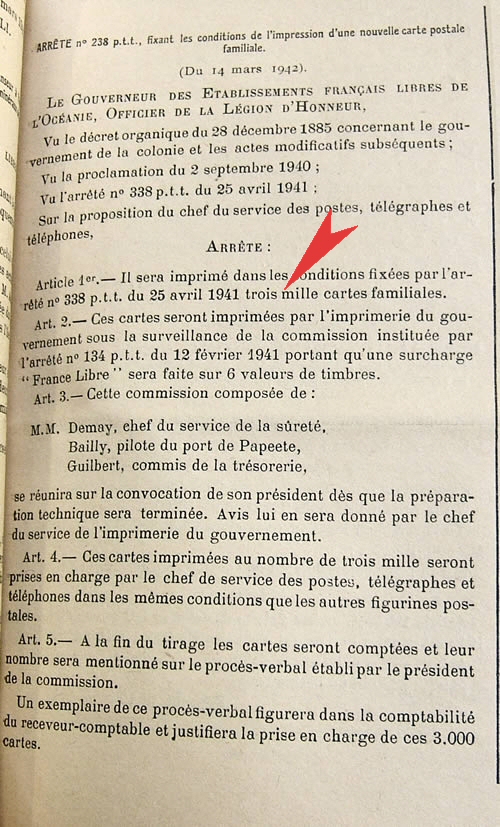 ARRÊTE nº 238 p.t.t., fixant les conditions de l'impression d'une nouvelle carte postale
familiale.
(Du 14 mars 1942).
LE GOUVERNEUR DES ETABLISSEMENTS FRANÇAIS LIBRES DE
L'OCÉANIE, OFFICIER DE LA LÉGION D'HONNEUR,
Vu le décret organique du 28 décembre 1885 concernant le gou-
vernement de la colonie et les actes modificatifs subséquents ;
Vu la proclamation du 2 septembre 1940 ;
Vu l'arrêté nº 338 p.t.t. du 25 avril 1941 ;
Sur la proposition du chef du service des postes, télégraphes et
téléphones,
ARRÊTE :
Article 1er.— Il sera imprimé dans les conditions fixées par l'ar-
rêté nº 338 p.t.t. du 25 avril 1941 trois mille cartes familiales.
Art. 2.— Ces cartes seront imprimées par l'imprimerie du gou-
vernement sous la surveillance de la commission instituée par
l'arrêté nº 134 p.t.t. du 12 février 1941 portant qu'une surcharge
" France Libre " sera faite sur 6 valeurs de timbres.
Art. 3.— Cette commission composée de :
M.M. Demay, chef du service de la sûreté,
Bailly, pilote du port de Papeete,
Guilbert, commis de la trésorerie,
se réunira sur la convocation de son président dès que la prépara-
tion technique sera terminée. Avis lui en sera donné par le chef
du service de l'imprimerie du gouvernement.
Art. 4.— Ces cartes imprimées au nombre de trois mille seront
prises en charge par le chef de service des postes, télégraphes et
téléphones dans les mêmes conditions que les autres figurines pos-
tales.
Art. 5.— A la fin du tirage les cartes seront comptées et leur
nombre sera mentionné sur le procès-verbal établi par le président
de la commission.
Un exemplaire de ce procès-verbal figurera dans la comptabilité
du receveur-comptable et justifiera la prise en charge de ces 3.000
cartes.